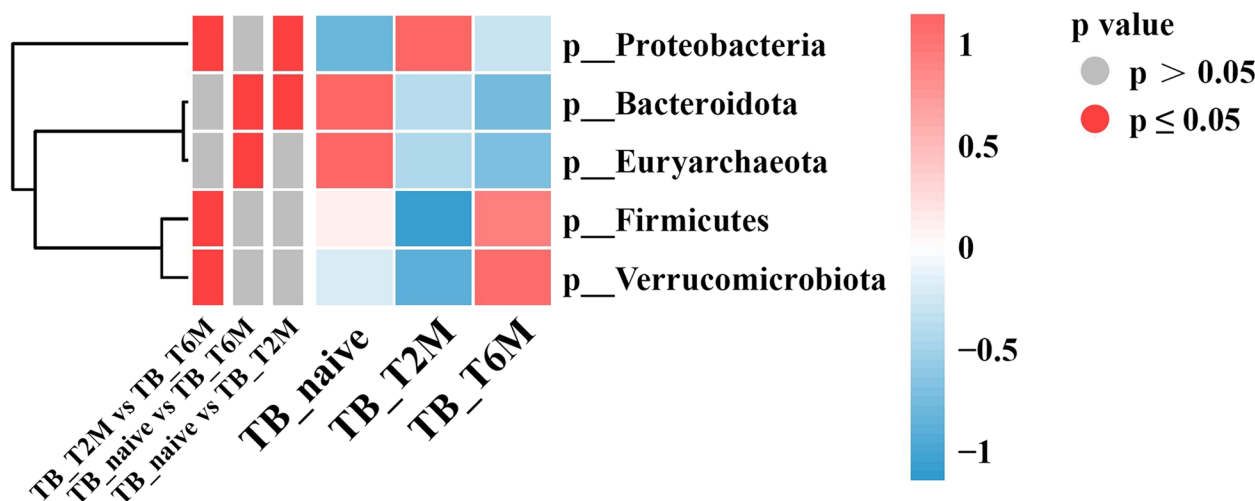 p__Proteobacteria
p__Bacteroidota
p__Euryarchaeota
p__Firmicutes
p__Verrucomicrobiota
TB_T2M vs TB_T6M
TB_naive vs TB_T6M
TB_naive vs TB_T2M
TB_naive
TB_T2M
TB_T6M
1
0.5
0
−0.5
−1
p value
p > 0.05
p ≤ 0.05